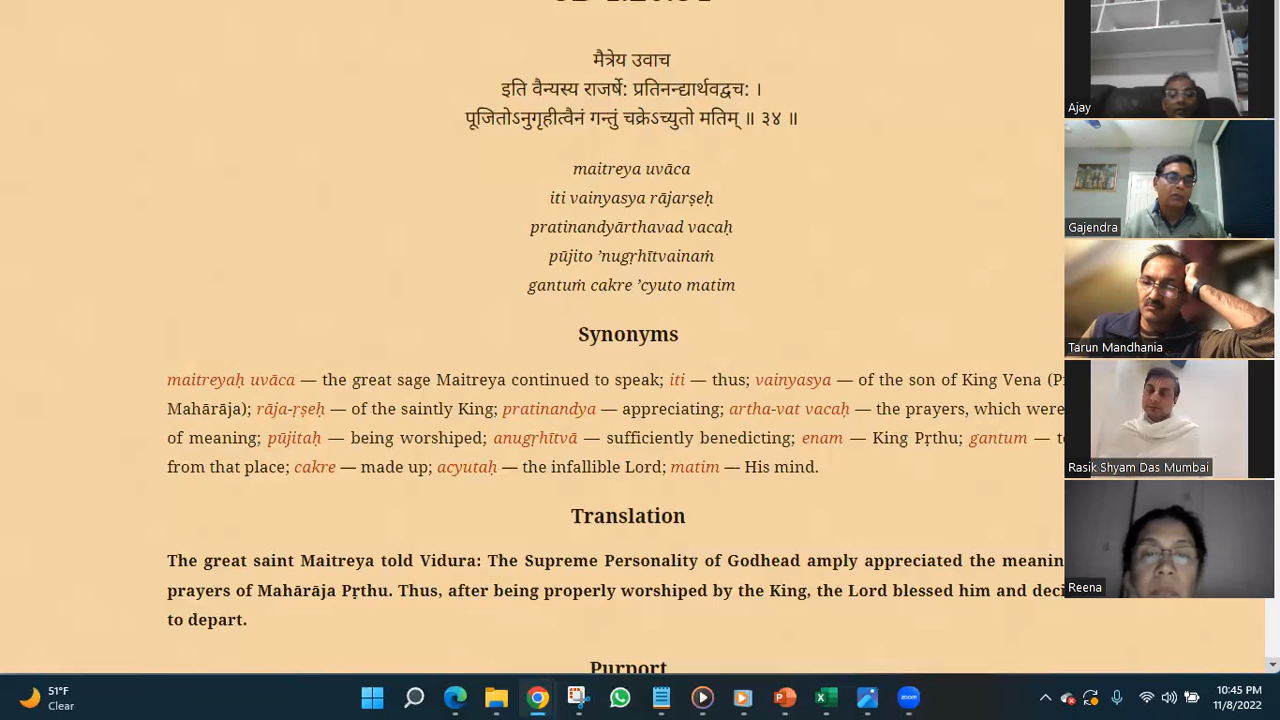 मैत्रेय उवाच
इति वैन्यस्य राजर्षे: प्रतिनन्द्यार्थवद्वच: ।
पूजितोऽनुगृहीत्वैनं गन्तुं चक्रेऽच्युतो मतिम् ॥ ३४ ॥
maitreya uvāca
iti vainyasya rājarṣeḥ
pratinandyārthavad vacaḥ
pūjito ’nugṛhītvainaṁ
gantuṁ cakre ’cyuto matim
Synonyms
maitreyaḥ uvāca — the great sage Maitreya continued to speak; iti — thus; vainyasya — of the son of King Vena
Mahārāja); rāja-ṛṣeḥ — of the saintly King; pratinandya — appreciating; artha-vat vacaḥ — the prayers, which were
of meaning; pūjitaḥ — being worshiped; anugṛhītvā — sufficiently benedicting; enam — King Pṛthu; gantum —
from that place; cakre — made up; acyutaḥ — the infallible Lord; matim — His mind.
Translation
The great saint Maitreya told Vidura: The Supreme Personality of Godhead amply appreciated the
prayers of Mahārāja Pṛthu. Thus, after being properly worshiped by the King, the Lord blessed him and
to depart.
Purport
Ajay
Gajendra
Tarun Mandhania
Rasik Shyam Das Mumbai
Reena
51°F
Clear
10:45 PM
11/8/2022